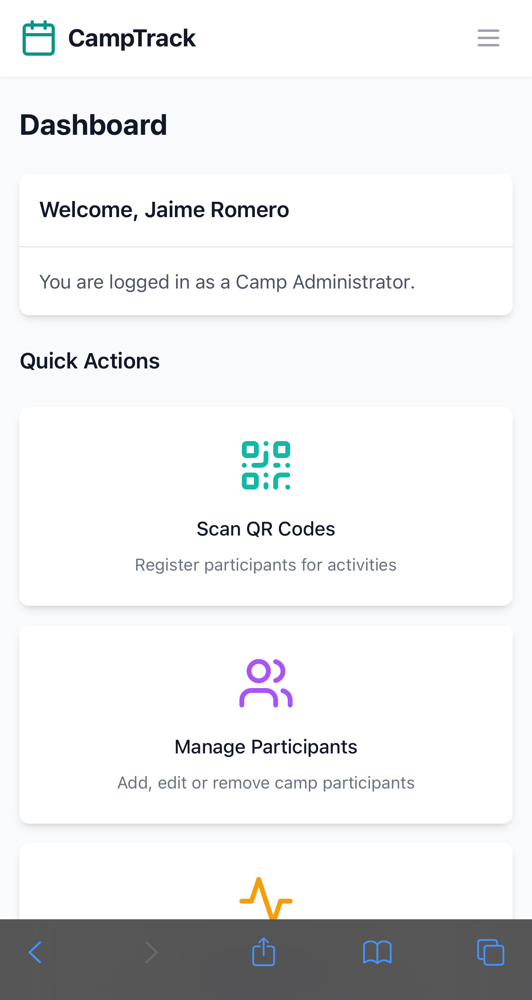 CampTrack
Dashboard
Welcome, Jaime Romero
You are logged in as a Camp Administrator.
Quick Actions
Scan QR Codes
Register participants for activities
Manage Participants
Add, edit or remove camp participants